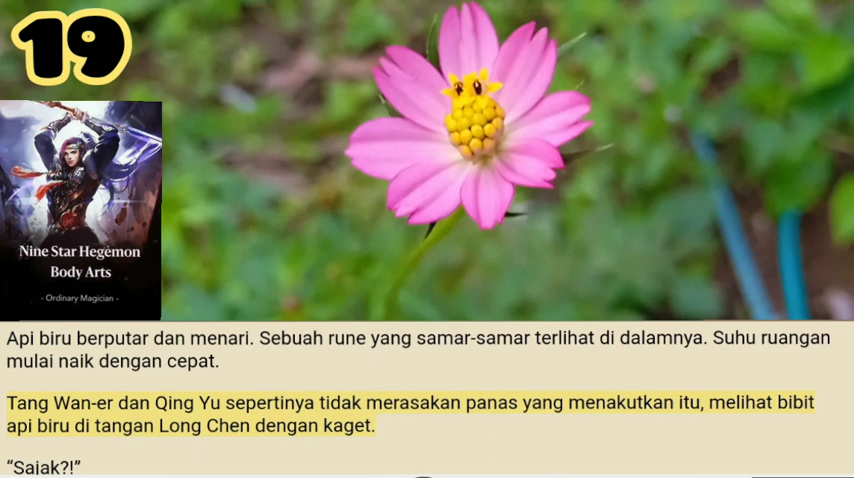 19
Nine Star Hegemon
Body Arts
- Ordinary Magician -
Api biru berputar dan menari. Sebuah rune yang samar-samar terlihat di dalamnya. Suhu ruangan
mulai naik dengan cepat.
Tang Wan-er dan Qing Yu sepertinya tidak merasakan panas yang menakutkan itu, melihat bibit
api biru di tangan Long Chen dengan kaget.
“Sajak?!”